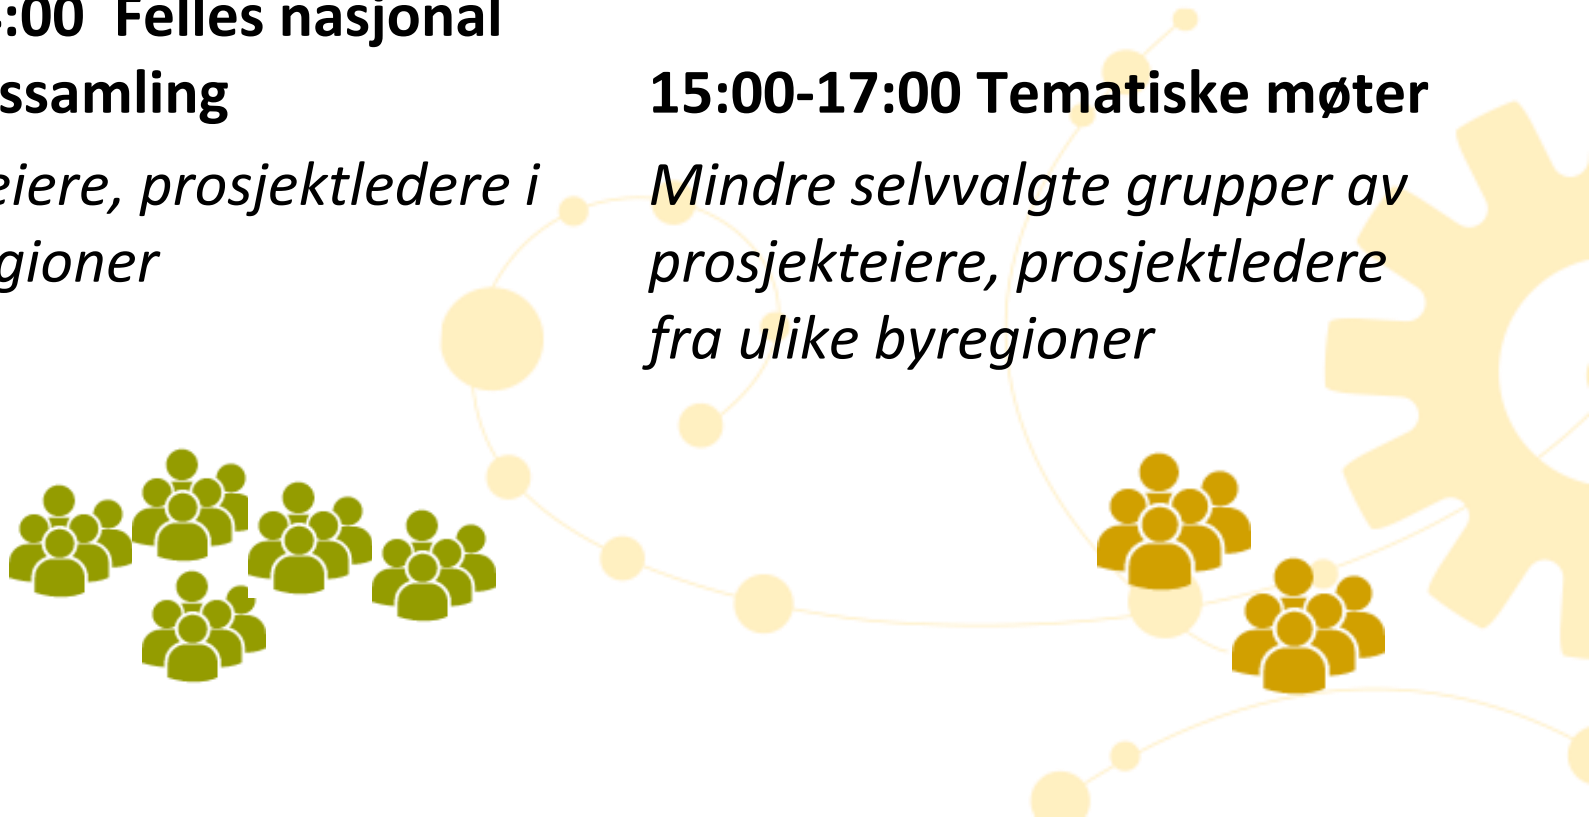 :00 Felles nasjonal
ssamling
eiere, prosjektledere i
gioner
15:00-17:00 Tematiske møter
Mindre selvvalgte grupper av
prosjekteiere, prosjektledere
fra ulike byregioner